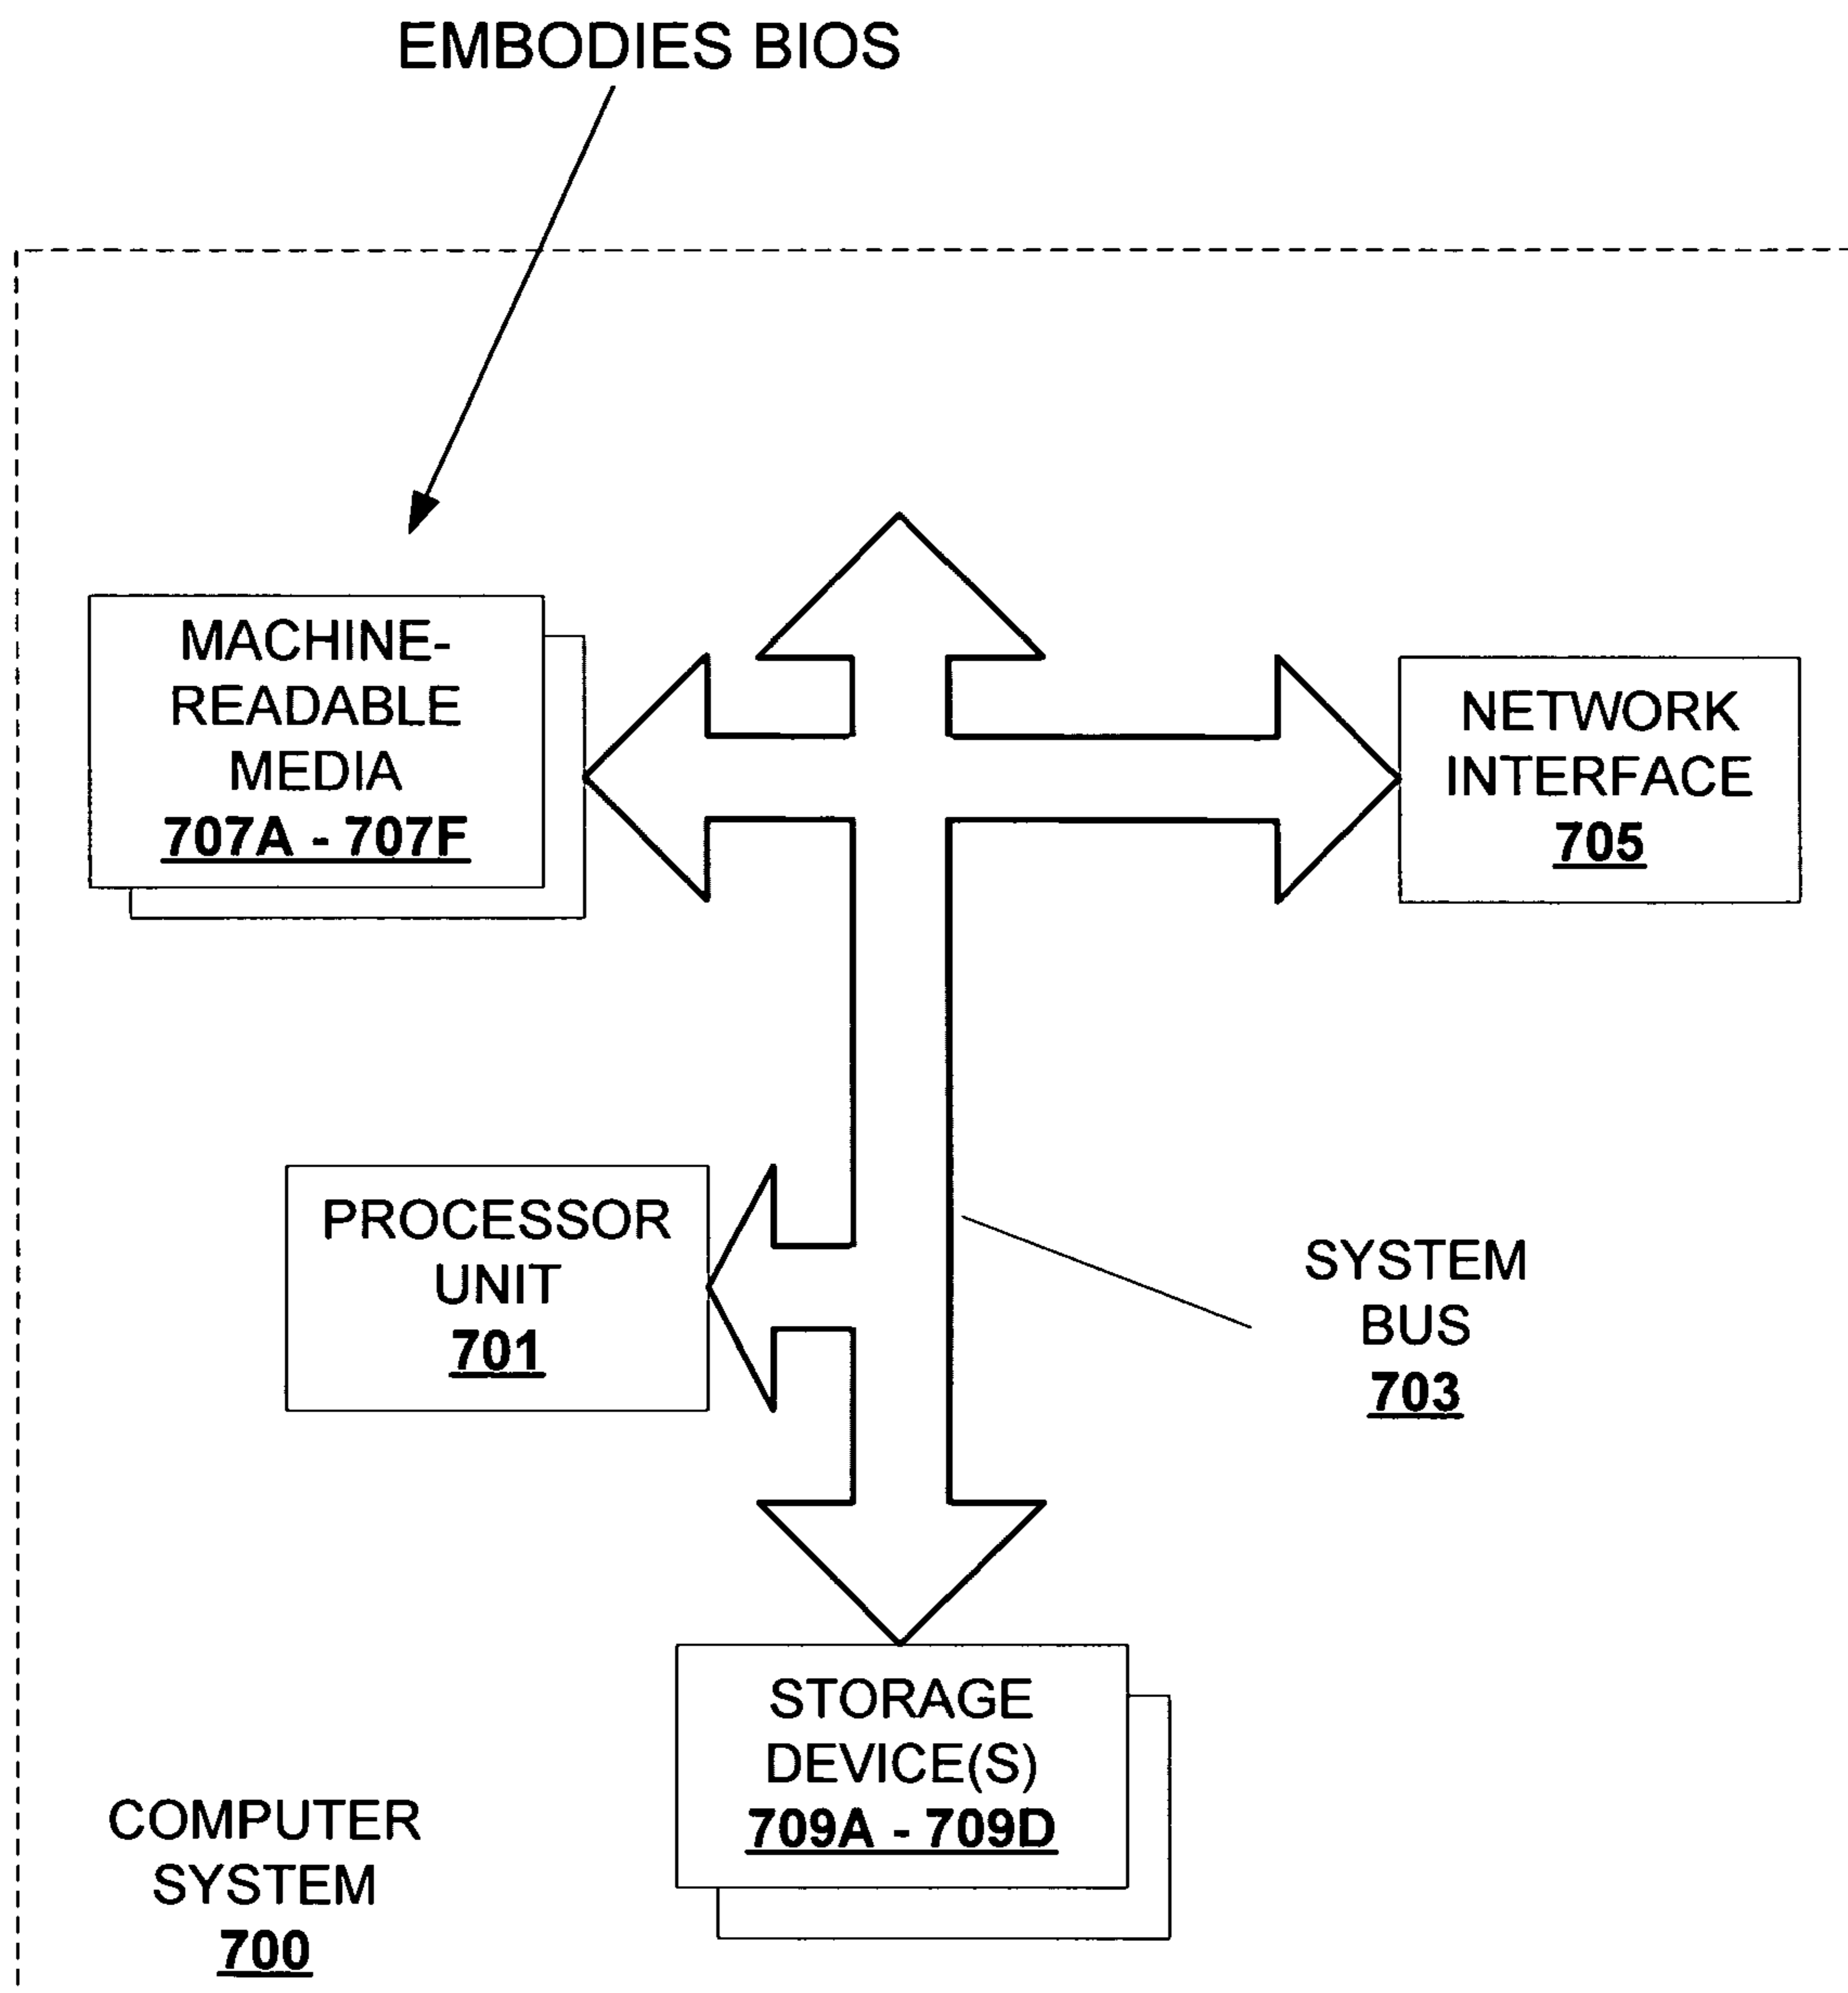 EMBODIES BIOS
MACHINE-
READABLE
MEDIA
707A - 707F
NETWORK
INTERFACE
705
PROCESSOR
UNIT
701
SYSTEM
BUS
703
STORAGE
DEVICE(S)
709A - 709D
COMPUTER
SYSTEM
700